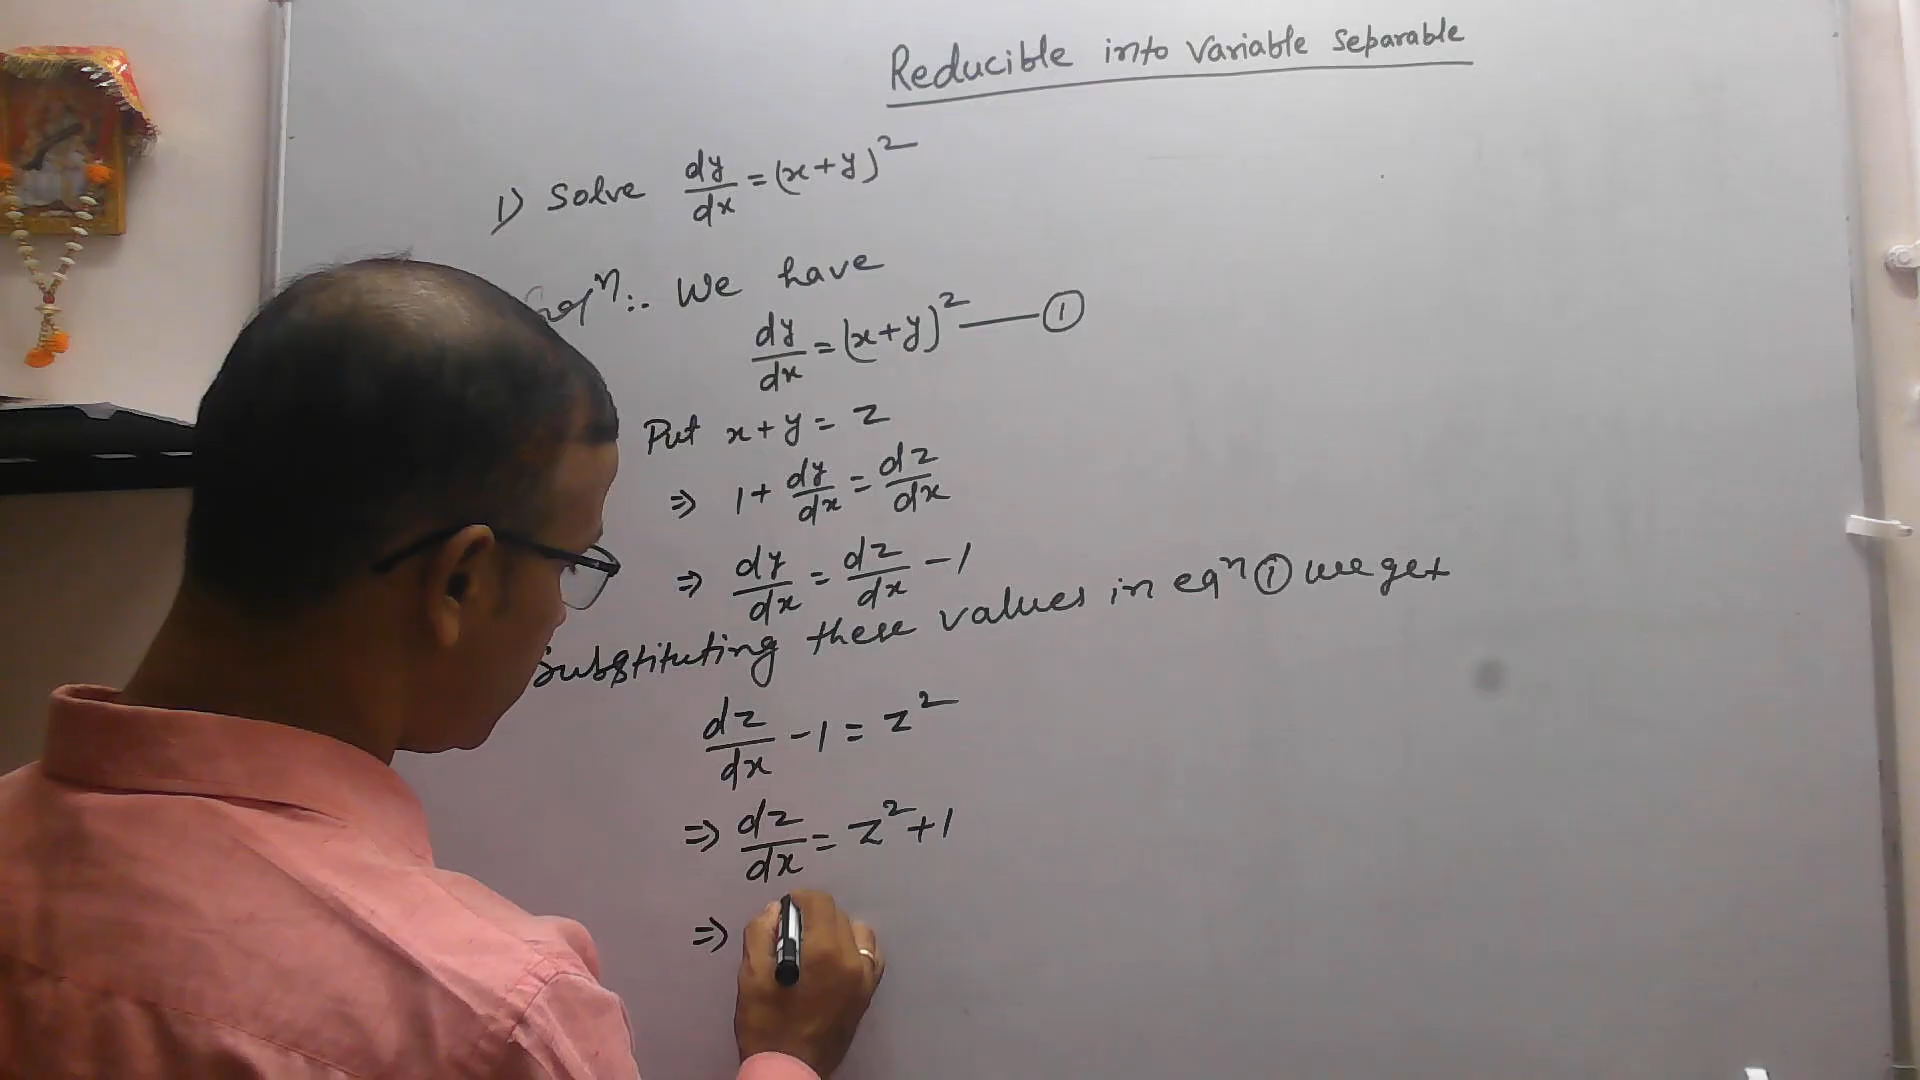 Reducible into Variable Separable
1) Solve dy/dx = (x+y)²
Solⁿ:- We have
dy/dx = (x+y)² —— ①
Put x+y = z
⇒ 1 + dy/dx = dz/dx
⇒ dy/dx = dz/dx - 1
Substituting these values in eqⁿ ① we get
dz/dx - 1 = z²
⇒ dz/dx = z² + 1
⇒